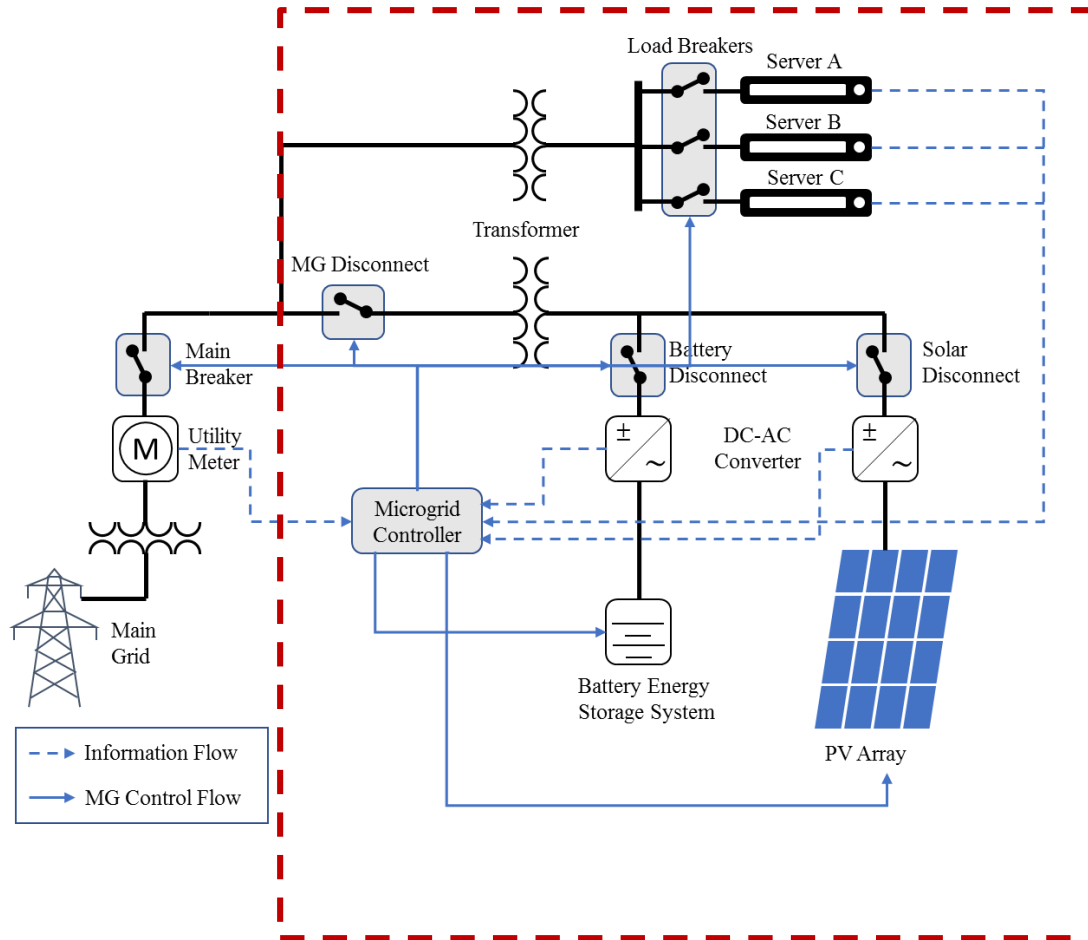 Load Breakers
Server A
Server B
Server C
Transformer
MG Disconnect
Main
Breaker
Battery
Disconnect
Solar
Disconnect
Utility
Meter
M
±
~
DC-AC
Converter
±
~
Microgrid
Controller
Main
Grid
Battery Energy
Storage System
PV Array
Information Flow
MG Control Flow